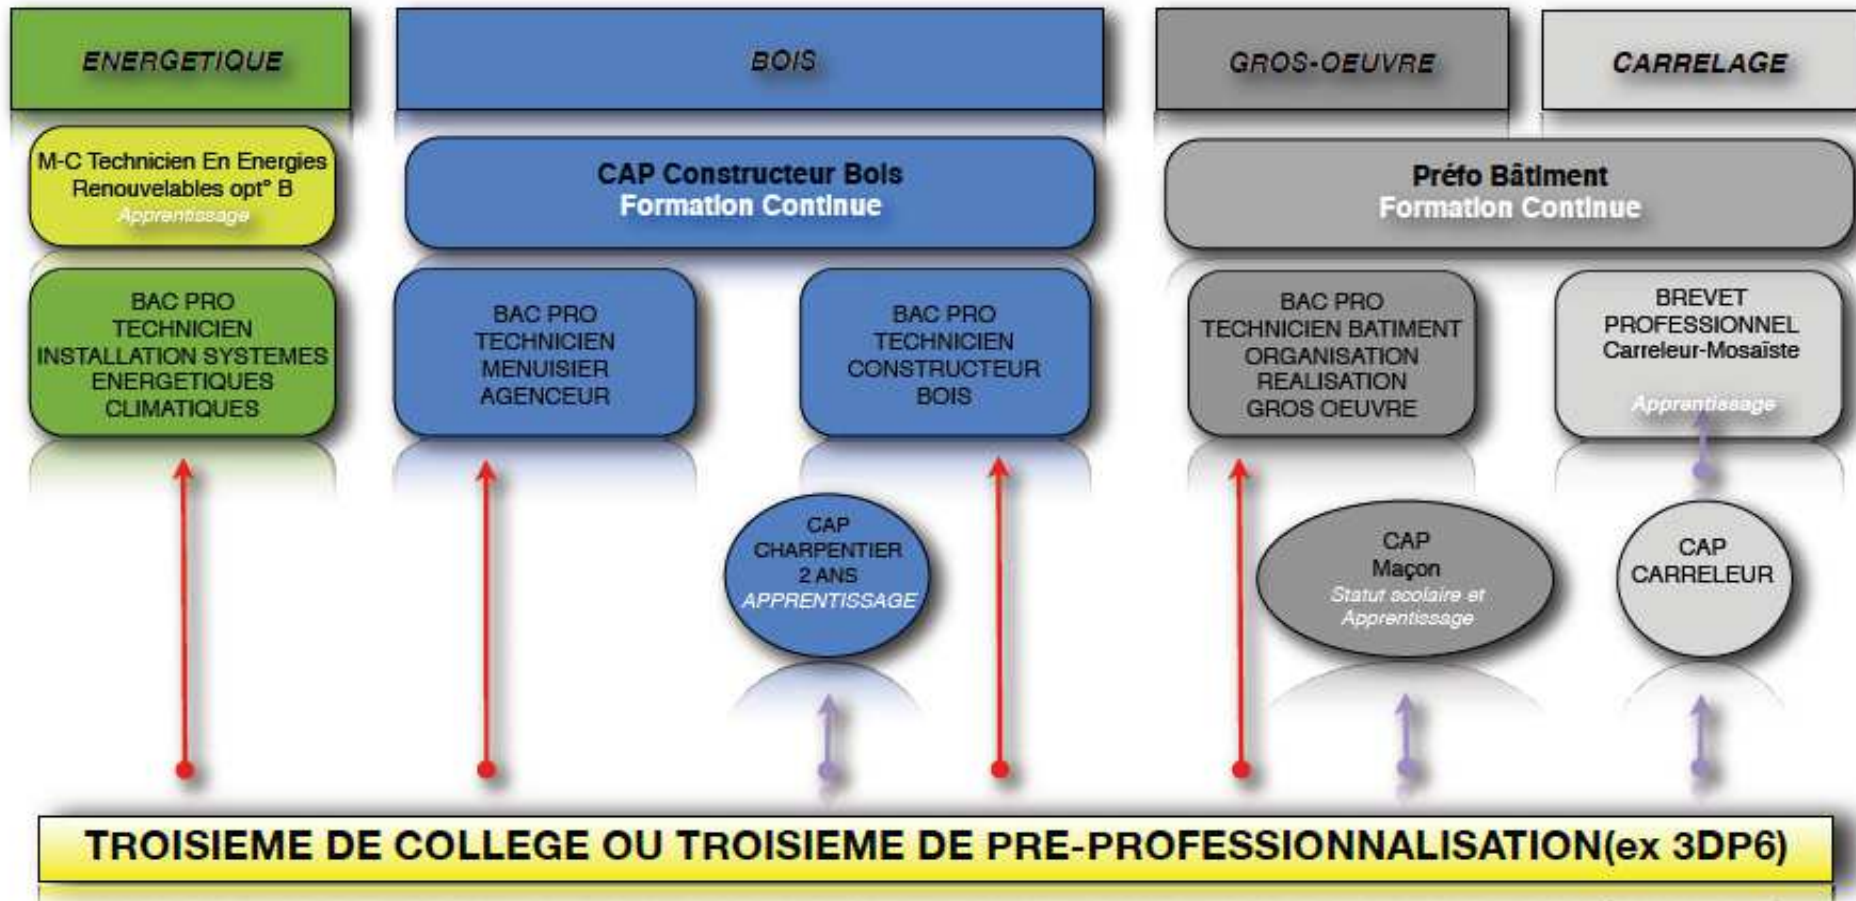 ENERGETIQUE
BOIS
GROS-OEUVRE
CARRELAGE
M-C Technicien En Energies
Renouvelables opt° B
Apprentissage
CAP Constructeur Bois
Formation Continue
Préfo Bâtiment
Formation Continue
BAC PRO
TECHNICIEN
INSTALLATION SYSTEMES
ENERGETIQUES
CLIMATIQUES
BAC PRO
TECHNICIEN
MENUISIER
AGENCEUR
BAC PRO
TECHNICIEN
CONSTRUCTEUR
BOIS
BAC PRO
TECHNICIEN BATIMENT
ORGANISATION
REALISATION
GROS OEUVRE
BREVET
PROFESSIONNEL
Carreleur-Mosaïste
Apprentissage
CAP
CHARPENTIER
2 ANS
APPRENTISSAGE
CAP
Maçon
Statut scolaire et
Apprentissage
CAP
CARRELEUR
TROISIEME DE COLLEGE OU TROISIEME DE PRE-PROFESSIONNALISATION(ex 3DP6)